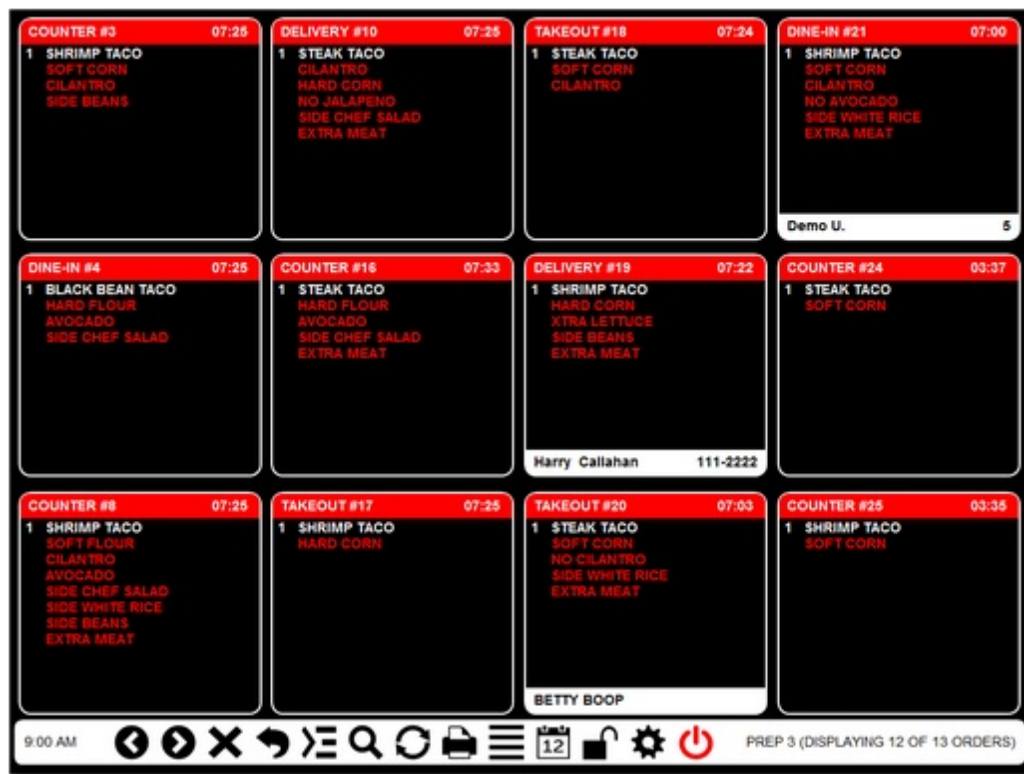 COUNTER #3 07:25
1 SHRIMP TACO
SOFT CORN
CILANTRO
SIDE BEANS
DELIVERY #10 07:25
1 STEAK TACO
CILANTRO
HARD CORN
NO JALAPENO
SIDE CHEF SALAD
EXTRA MEAT
TAKEOUT #18 07:24
1 STEAK TACO
SOFT CORN
CILANTRO
DINE-IN #21 07:00
1 SHRIMP TACO
SOFT CORN
CILANTRO
NO AVOCADO
SIDE WHITE RICE
EXTRA MEAT
Demo U. 5
DINE-IN #4 07:25
1 BLACK BEAN TACO
HARD FLOUR
AVOCADO
SIDE CHEF SALAD
COUNTER #16 07:33
1 STEAK TACO
HARD FLOUR
AVOCADO
SIDE CHEF SALAD
EXTRA MEAT
DELIVERY #19 07:22
1 SHRIMP TACO
HARD CORN
XTRA LETTUCE
SIDE BEANS
EXTRA MEAT
Harry Callahan 111-2222
COUNTER #24 03:37
1 STEAK TACO
SOFT CORN
COUNTER #8 07:25
1 SHRIMP TACO
SOFT FLOUR
CILANTRO
AVOCADO
SIDE CHEF SALAD
SIDE WHITE RICE
SIDE BEANS
EXTRA MEAT
TAKEOUT #17 07:25
1 SHRIMP TACO
HARD CORN
TAKEOUT #20 07:03
1 STEAK TACO
SOFT CORN
NO CILANTRO
SIDE WHITE RICE
EXTRA MEAT
BETTY BOOP
COUNTER #25 03:35
1 SHRIMP TACO
SOFT CORN
9:00 AM 12 PREP 3 (DISPLAYING 12 OF 13 ORDERS)